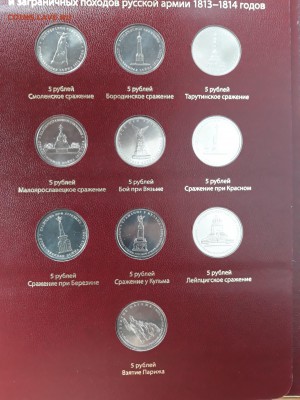 и заграничных походов русской армии 1813–1814 годов
5 рублей
Смоленское сражение
5 рублей
Бородинское сражение
5 рублей
Тарутинское сражение
5 рублей
Малоярославецкое сражение
5 рублей
Бой при Вязьме
5 рублей
Сражение при Красном
5 рублей
Сражение при Березине
5 рублей
Сражение у Кульма
5 рублей
Лейпцигское сражение
5 рублей
Взятие Парижа